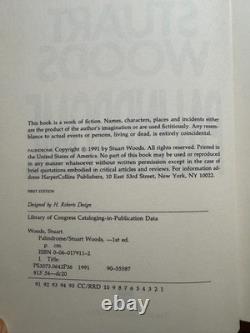 STUART
This book is a work of fiction. Names, characters, places and incidents either
are the product of the author's imagination or are used fictitiously. Any resem-
blance to actual events or persons, living or dead, is entirely coincidental.
PALINDROME. Copyright © 1991 by Stuart Woods. All rights reserved. Printed in
the United States of America. No part of this book may be used or reproduced in
any manner whatsoever without written permission except in the case of
brief quotations embodied in critical articles and reviews. For information ad-
dress HarperCollins Publishers, 10 East 53rd Street, New York, NY 10022.
FIRST EDITION
Designed by H. Roberts Design
Library of Congress Cataloging-in-Publication Data
Woods, Stuart.
Palindrome/Stuart Woods. —1st ed.
p. cm.
ISBN 0-06-017911-2
I. Title.
PS3573.O642P36 1991 90-55587
813'.54—dc20
91 92 93 94 95 CC/RRD 10 9 8 7 6 5 4 3 2 1
ebay